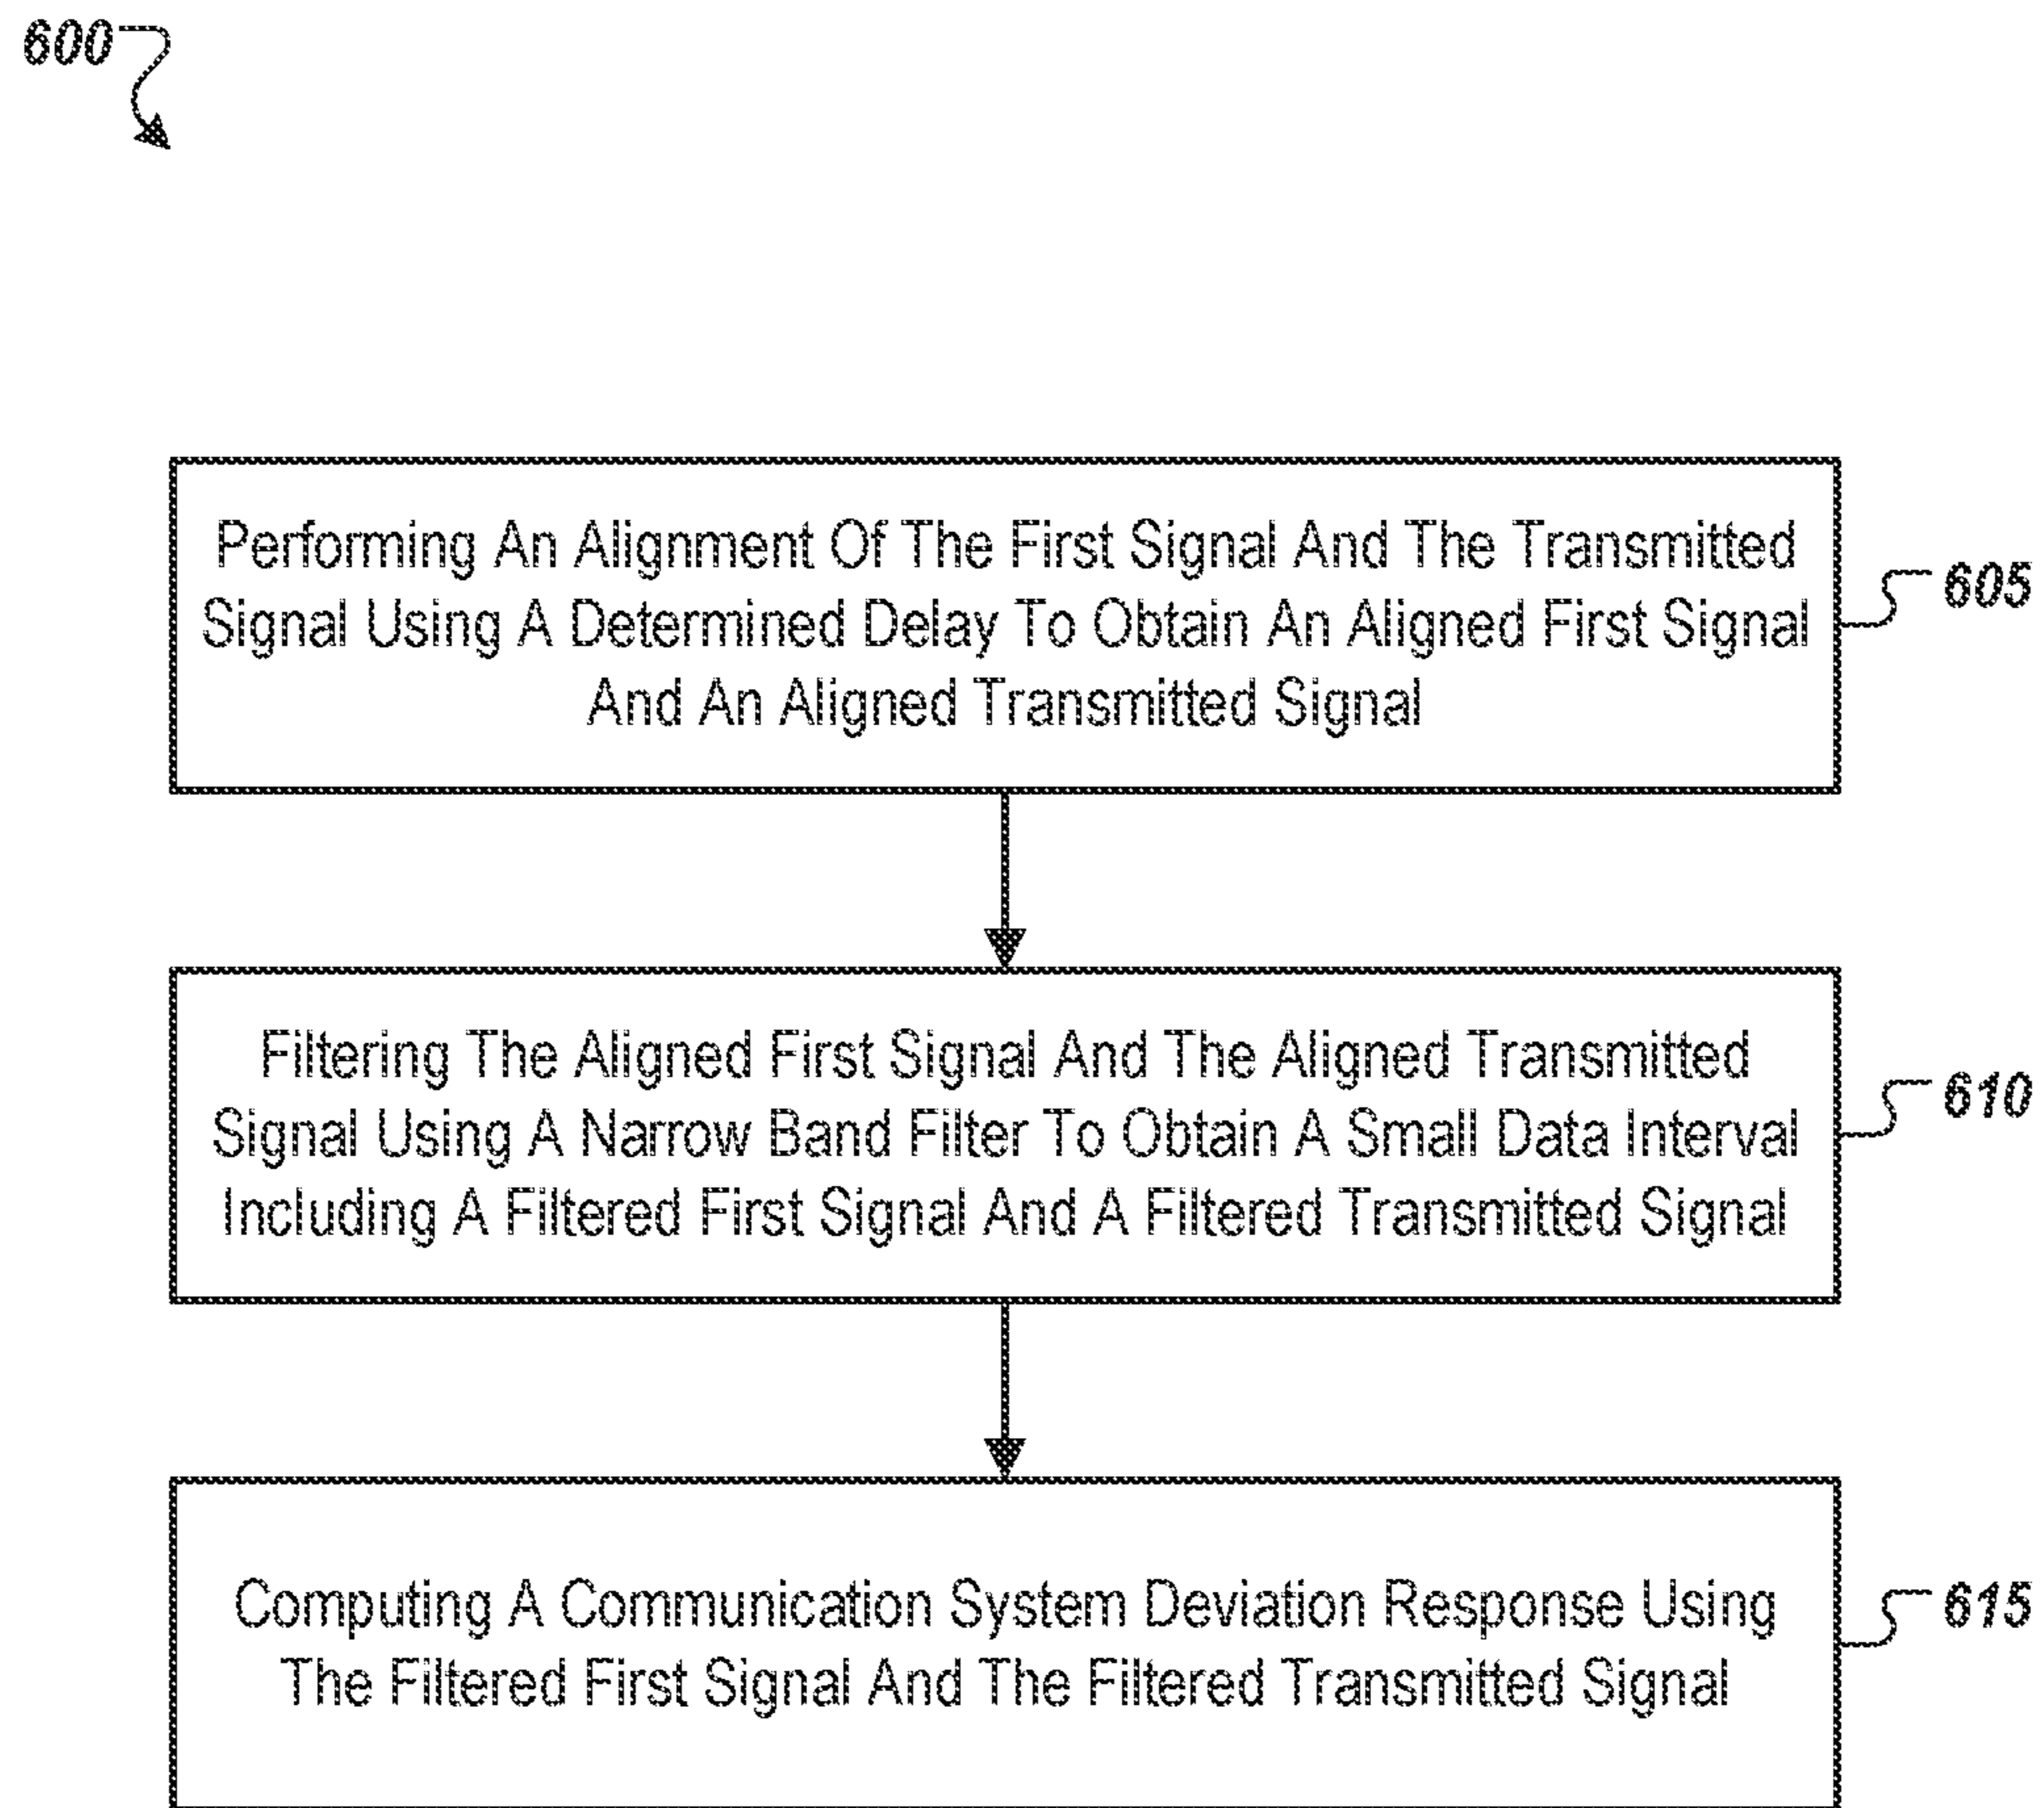 600
Performing An Alignment Of The First Signal And The Transmitted
Signal Using A Determined Delay To Obtain An Aligned First Signal
And An Aligned Transmitted Signal
605
Filtering The Aligned First Signal And The Aligned Transmitted
Signal Using A Narrow Band Filter To Obtain A Small Data Interval
Including A Filtered First Signal And A Filtered Transmitted Signal
610
Computing A Communication System Deviation Response Using
The Filtered First Signal And The Filtered Transmitted Signal
615